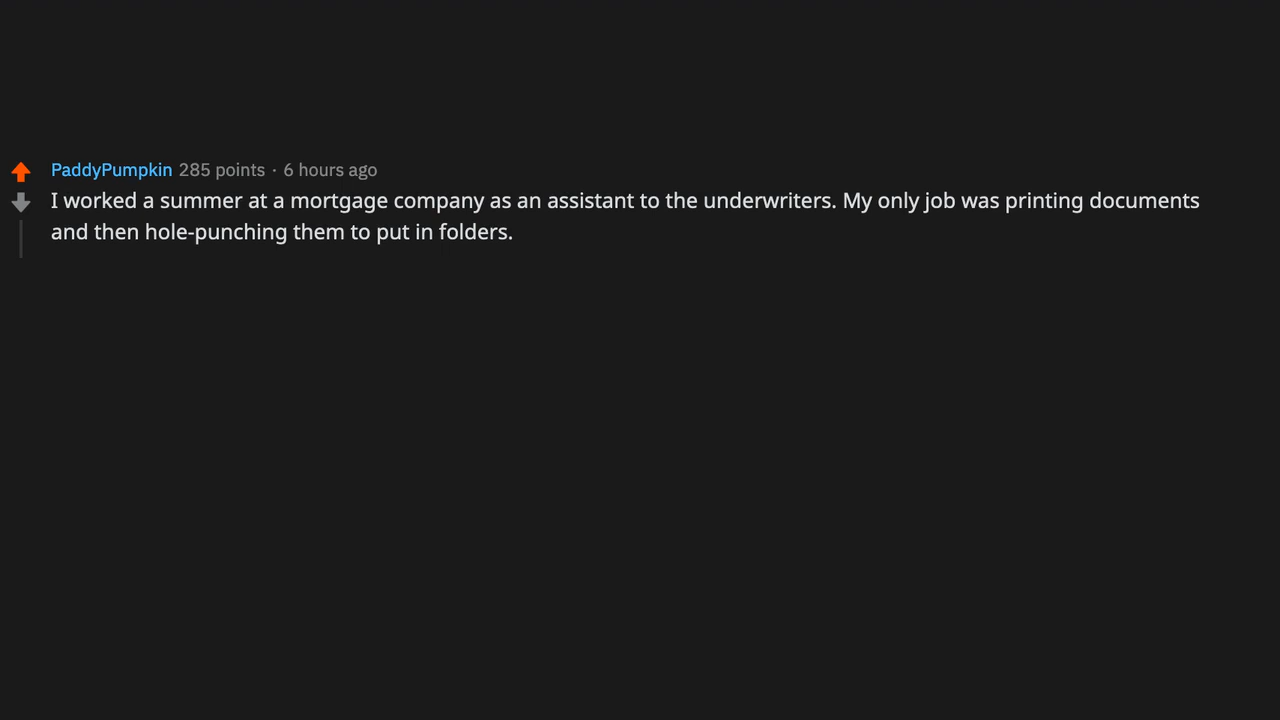 PaddyPumpkin 285 points · 6 hours ago
I worked a summer at a mortgage company as an assistant to the underwriters. My only job was printing documents
and then hole-punching them to put in folders.